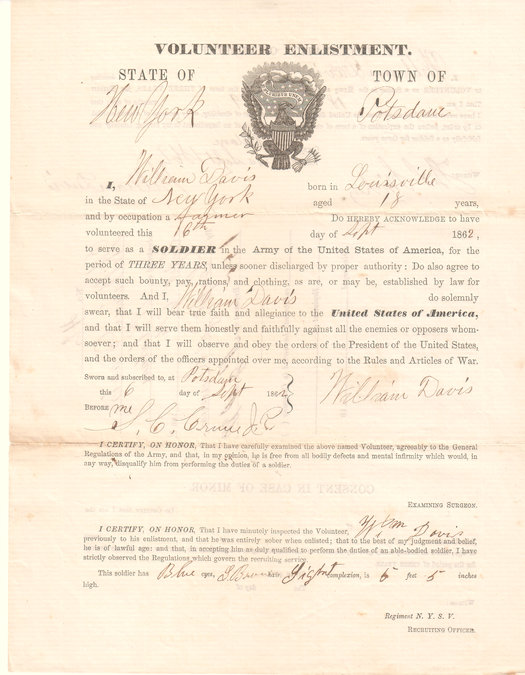 VOLUNTEER ENLISTMENT.
STATE OF TOWN OF
New York Potsdam
I, William Davis born in Louisville
in the State of New York aged 18 years,
and by occupation a Farmer DO HEREBY ACKNOWLEDGE to have
volunteered this 16th day of Sept 1862,
to serve as a SOLDIER in the Army of the United States of America, for the
period of THREE YEARS, unless sooner discharged by proper authority: Do also agree to
accept such bounty, pay, rations, and clothing, as are, or may be, established by law for
volunteers. And I, William Davis do solemnly
swear, that I will bear true faith and allegiance to the United States of America,
and that I will serve them honestly and faithfully against all the enemies or opposers whom-
soever; and that I will observe and obey the orders of the President of the United States,
and the orders of the officers appointed over me, according to the Rules and Articles of War.
Sworn and subscribed to, at Potsdam
this 6 day of Sept 1862
BEFORE me William Davis
I CERTIFY, ON HONOR, That I have carefully examined the above named Volunteer, agreeably to the General
Regulations of the Army, and that, in my opinion, he is free from all bodily defects and mental infirmity which would, in
any way, disqualify him from performing the duties of a soldier.
EXAMINING SURGEON.
I CERTIFY, ON HONOR, That I have minutely inspected the Volunteer, Wm Davis
previously to his enlistment, and that he was entirely sober when enlisted; that to the best of my judgment and belief,
he is of lawful age: and that, in accepting him as duly qualified to perform the duties of an able-bodied soldier, I have
strictly observed the Regulations which govern the recruiting service.
This soldier has Blue eyes, Light complexion, is 5 feet 5 inches
high.
Regiment N. Y. S. V.
RECRUITING OFFICER.